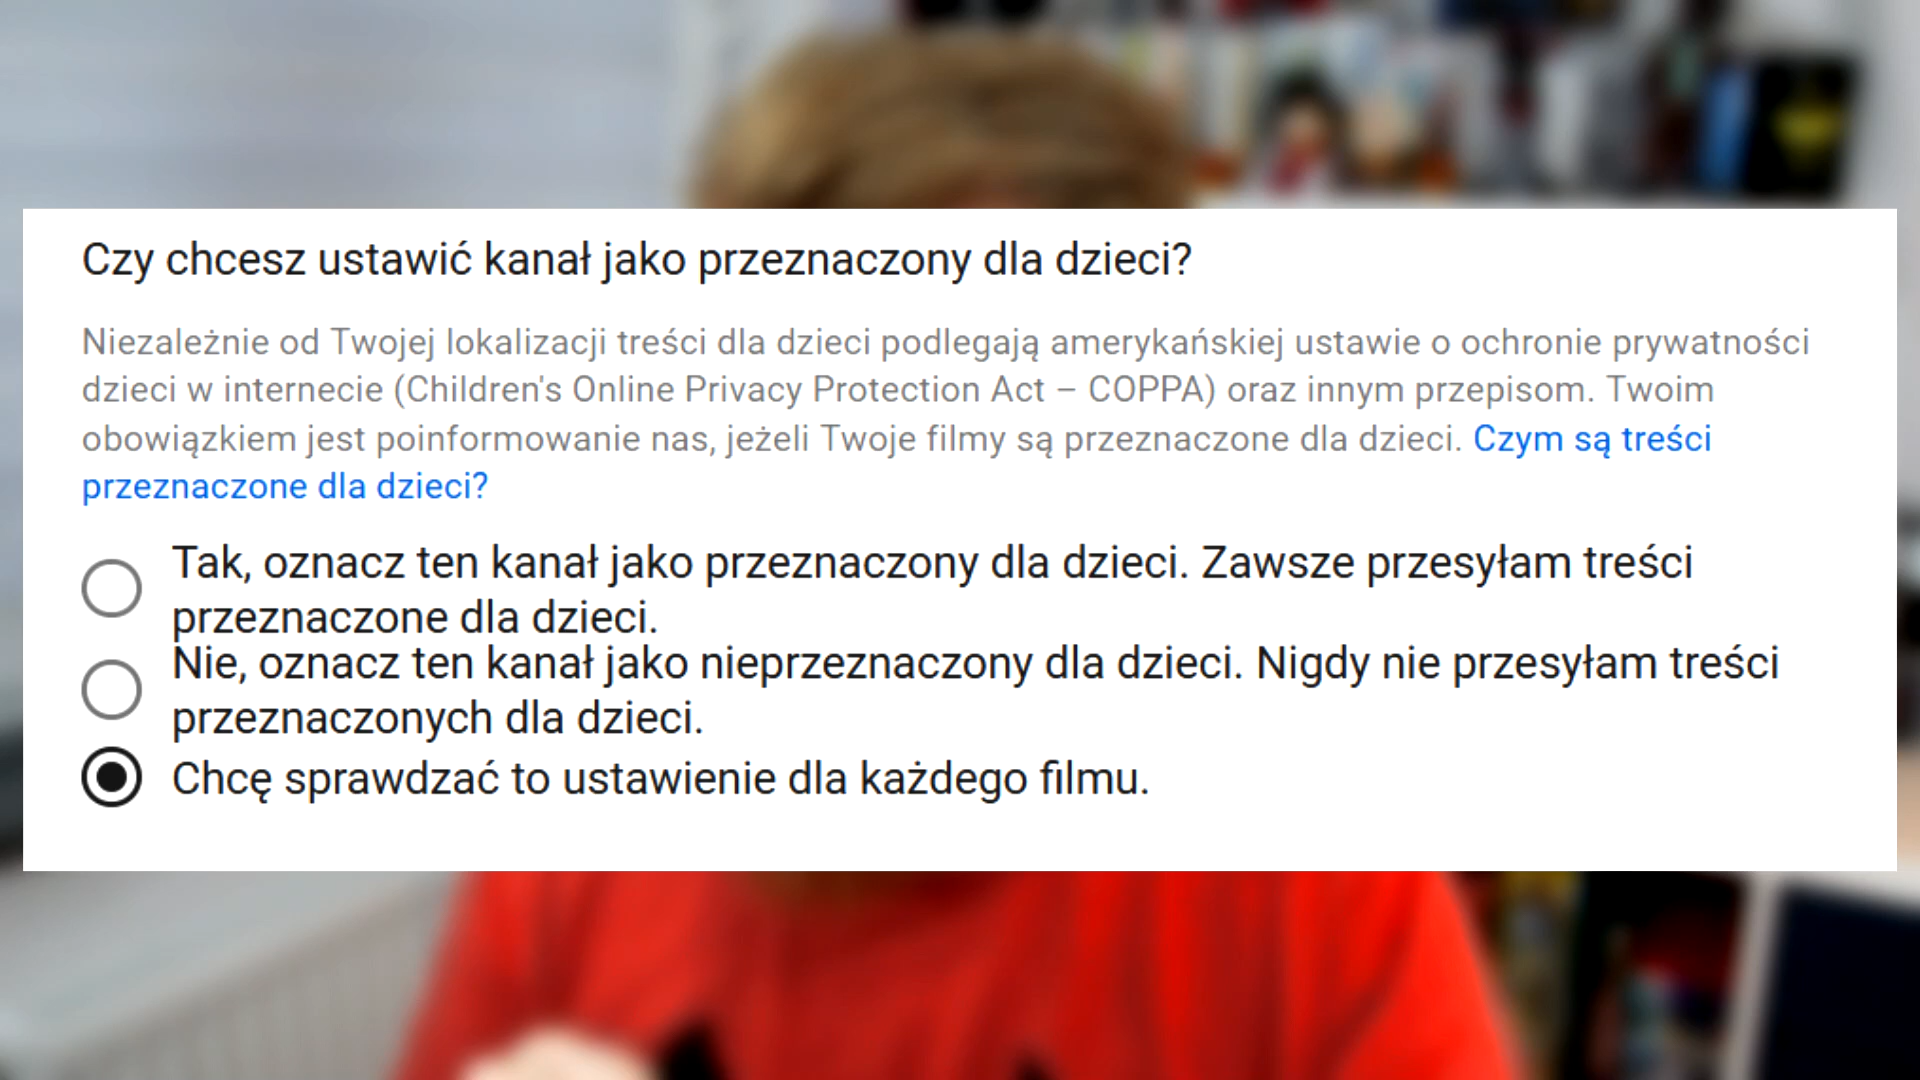 Czy chcesz ustawić kanał jako przeznaczony dla dzieci?
Niezależnie od Twojej lokalizacji treści dla dzieci podlegają amerykańskiej ustawie o ochronie prywatności
dzieci w internecie (Children's Online Privacy Protection Act – COPPA) oraz innym przepisom. Twoim
obowiązkiem jest poinformowanie nas, jeżeli Twoje filmy są przeznaczone dla dzieci. Czym są treści
przeznaczone dla dzieci?
Tak, oznacz ten kanał jako przeznaczony dla dzieci. Zawsze przesyłam treści
przeznaczone dla dzieci.
Nie, oznacz ten kanał jako nieprzeznaczony dla dzieci. Nigdy nie przesyłam treści
przeznaczonych dla dzieci.
Chcę sprawdzać to ustawienie dla każdego filmu.